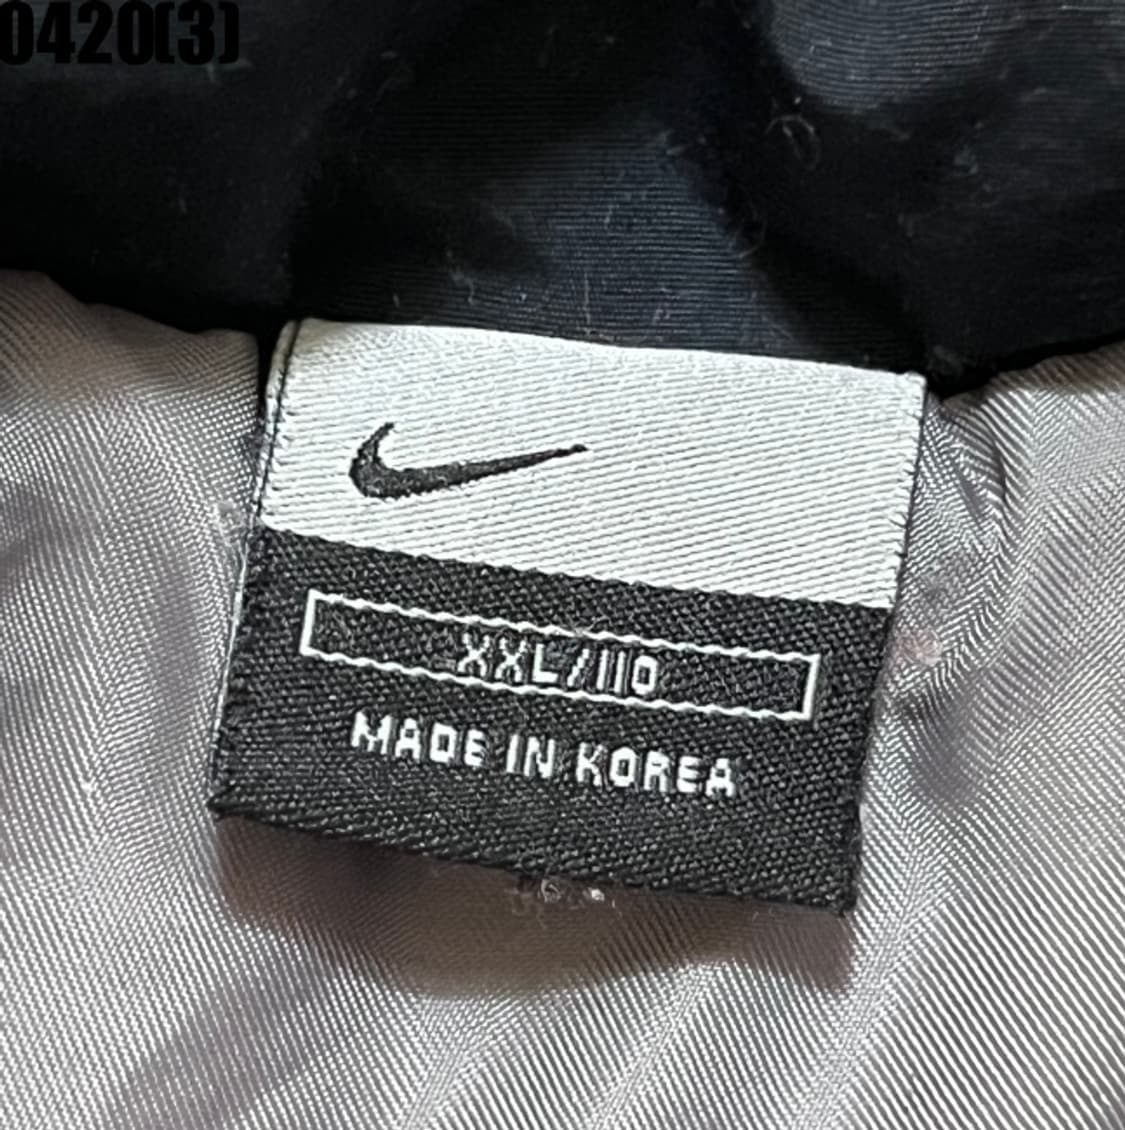 0420(3)
XXL/110
MADE IN KOREA